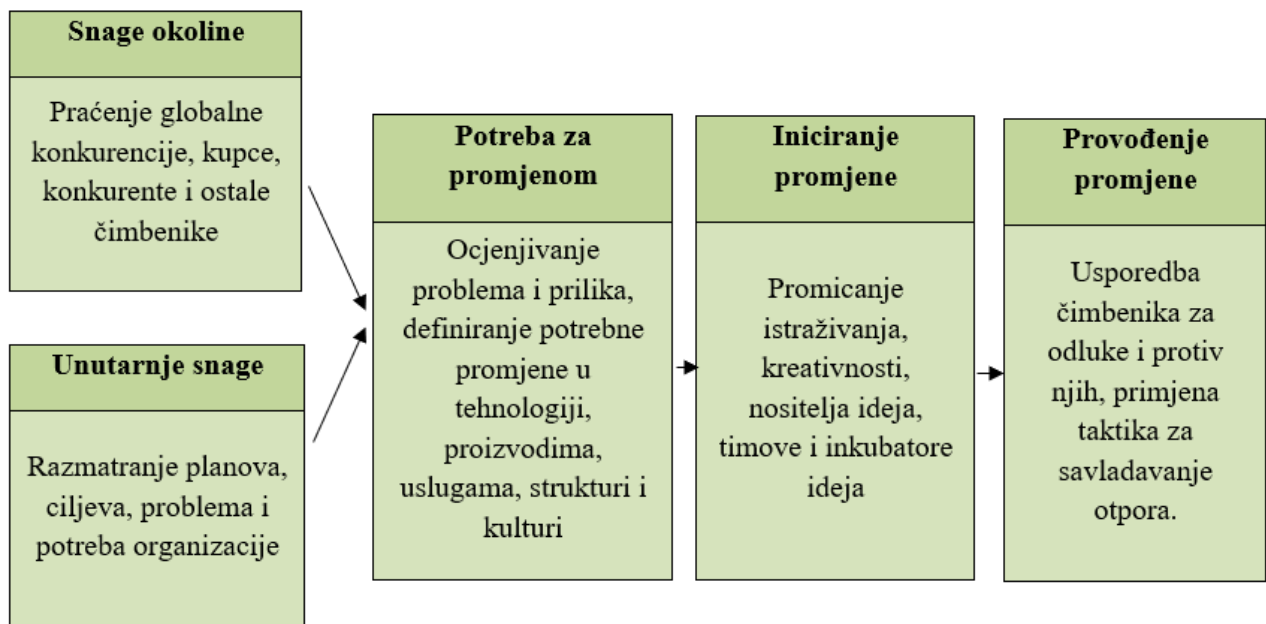 Snage okoline
Praćenje globalne
konkurencije, kupce,
konkurente i ostale
čimbenike
Unutarnje snage
Razmatranje planova,
ciljeva, problema i
potreba organizacije
Potreba za
promjenom
Ocjenjivanje
problema i prilika,
definiranje potrebne
promjene u
tehnologiji,
proizvodima,
uslugama, strukturi i
kulturi
Iniciranje
promjene
Promicanje
istraživanja,
kreativnosti,
nositelja ideja,
timove i inkubatore
ideja
Provođenje
promjene
Usporedba
čimbenika za
odluke i protiv
njih, primjena
taktika za
savladavanje
otpora.